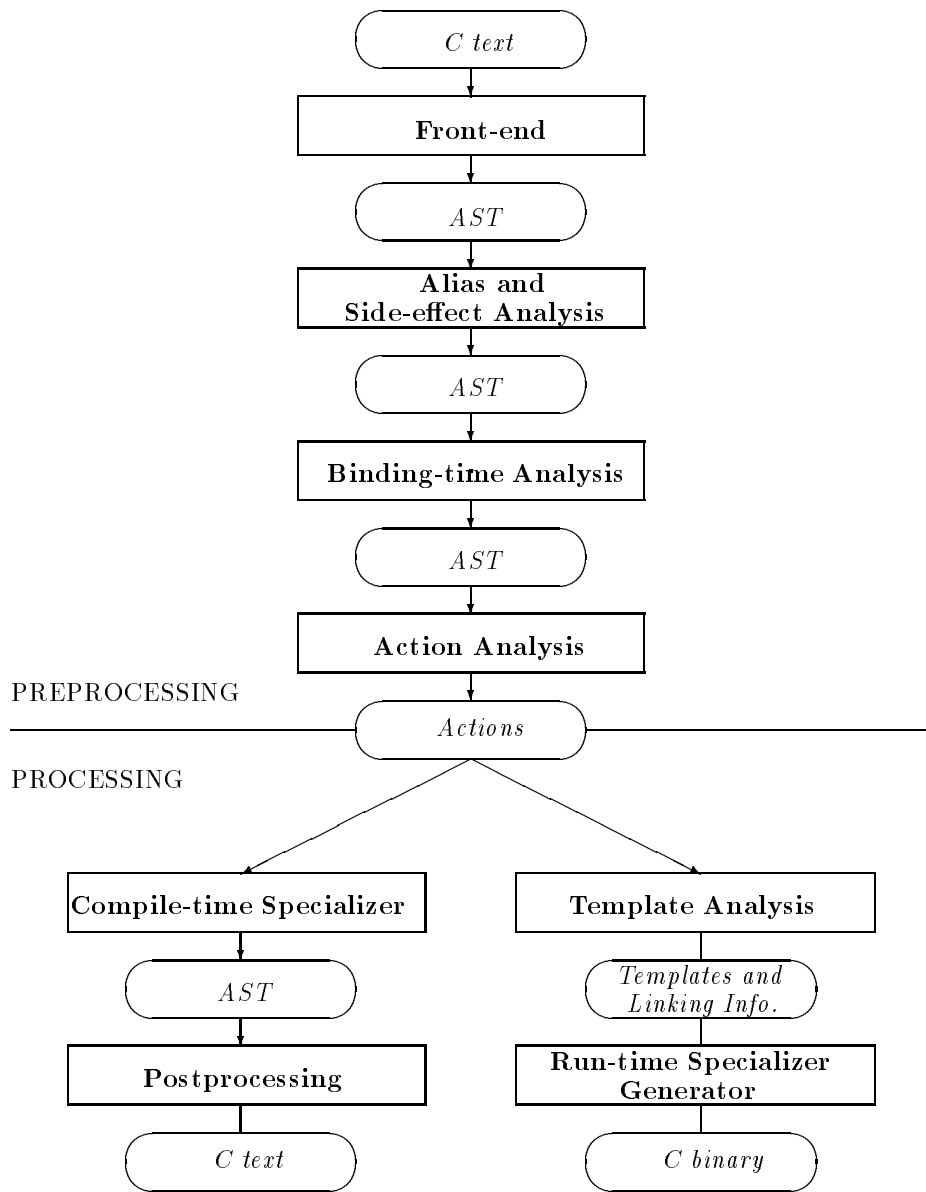 C text
Front-end
AST
Alias and
Side-effect Analysis
AST
Binding-time Analysis
AST
Action Analysis
PREPROCESSING
Actions
PROCESSING
Compile-time Specializer
Template Analysis
AST
Templates and
Linking Info.
Postprocessing
Run-time Specializer
Generator
C text
C binary